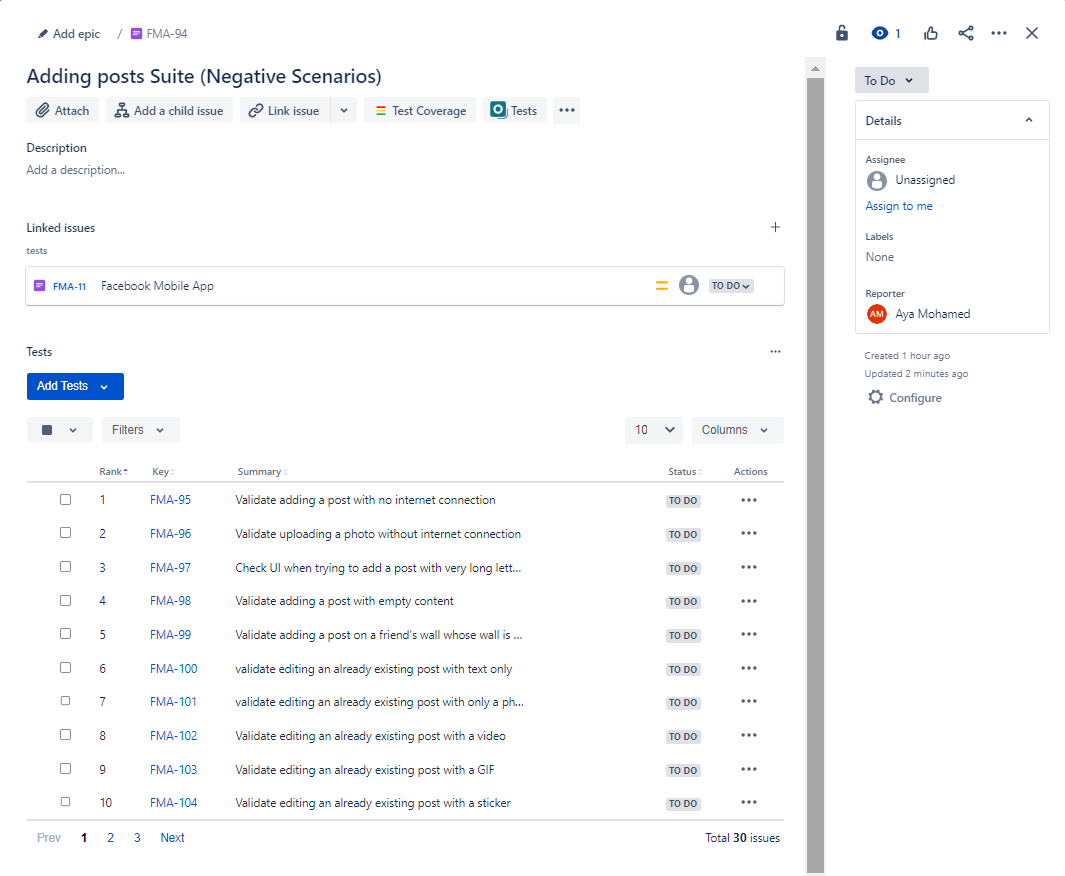 Add epic / FMA-94
1
Adding posts Suite (Negative Scenarios)
Attach Add a child issue Link issue Test Coverage Tests
Description
Add a description...
Linked issues
tests
FMA-11 Facebook Mobile App TO DO
Tests
Add Tests
Filters 10 Columns
Rank Key Summary Status Actions
1 FMA-95 Validate adding a post with no internet connection TO DO
2 FMA-96 Validate uploading a photo without internet connection TO DO
3 FMA-97 Check UI when trying to add a post with very long lett... TO DO
4 FMA-98 Validate adding a post with empty content TO DO
5 FMA-99 Validate adding a post on a friend's wall whose wall is ... TO DO
6 FMA-100 validate editing an already existing post with text only TO DO
7 FMA-101 validate editing an already existing post with only a ph... TO DO
8 FMA-102 Validate editing an already existing post with a video TO DO
9 FMA-103 Validate editing an already existing post with a GIF TO DO
10 FMA-104 Validate editing an already existing post with a sticker TO DO
Prev 1 2 3 Next Total 30 issues
To Do
Details
Assignee
Unassigned
Assign to me
Labels
None
Reporter
AM Aya Mohamed
Created 1 hour ago
Updated 2 minutes ago
Configure